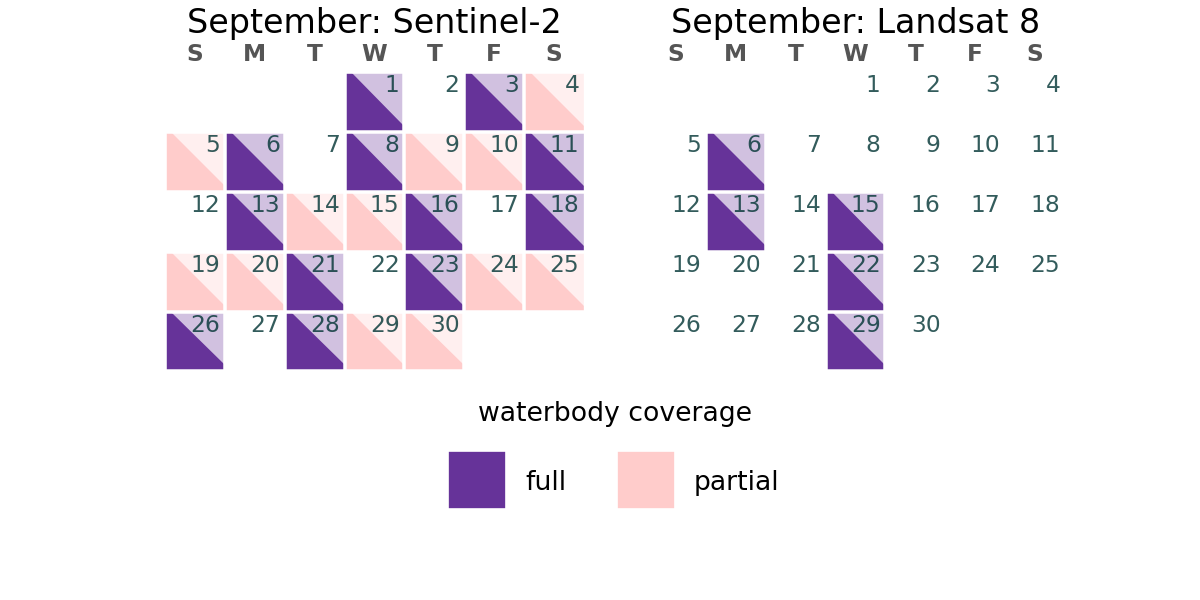 September: Sentinel-2
S M T W T F S
1 2 3 4
5 6 7 8 9 10 11
12 13 14 15 16 17 18
19 20 21 22 23 24 25
26 27 28 29 30
September: Landsat 8
S M T W T F S
1 2 3 4
5 6 7 8 9 10 11
12 13 14 15 16 17 18
19 20 21 22 23 24 25
26 27 28 29 30
waterbody coverage
full partial